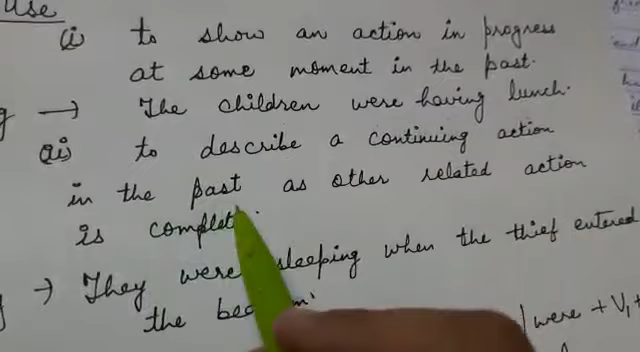 Use
(i) to show an action in progress
at some moment in the past.
g → The children were having lunch.
(ii) to describe a continuing action
in the past as other related action
is complet
→ They were sleeping when the thief entered
the
were + V1 +